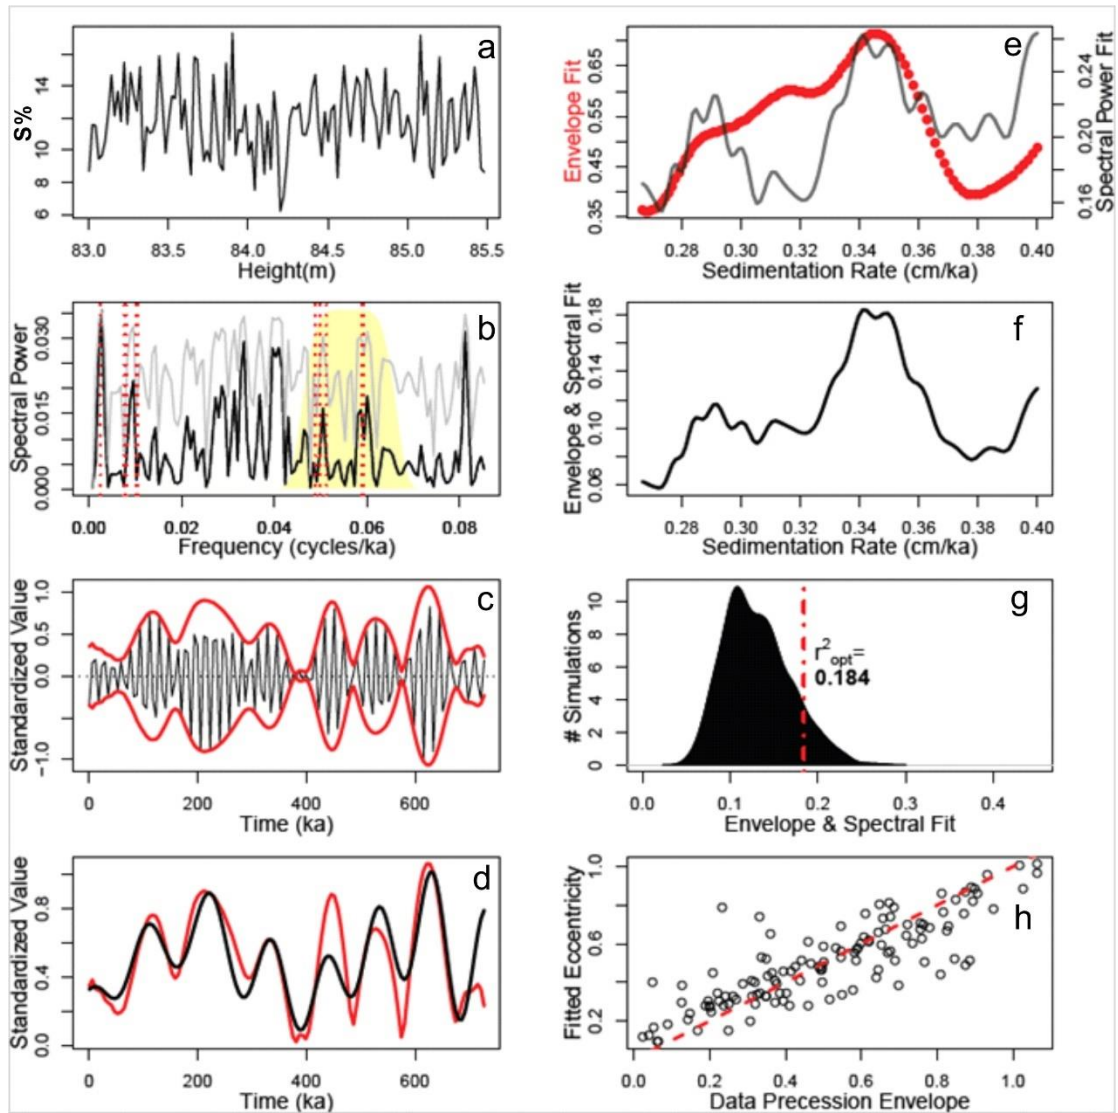 a
S%
14
10
8
6
83.0 83.5 84.0 84.5 85.0 85.5
Height(m)
e
Envelope Fit
0.35 0.45 0.55 0.65
Spectral Power Fit
0.16 0.20 0.24
0.28 0.30 0.32 0.34 0.36 0.38 0.40
Sedimentation Rate (cm/ka)
b
Spectral Power
0.000 0.015 0.030
0.00 0.02 0.04 0.06 0.08
Frequency (cycles/ka)
f
Envelope & Spectral Fit
0.06 0.10 0.14 0.18
0.28 0.30 0.32 0.34 0.36 0.38 0.40
Sedimentation Rate (cm/ka)
c
Standardized Value
−1.0 0.0 0.5 1.0
0 200 400 600
Time (ka)
g
# Simulations
10
8
6
4
2
0
r²opt=
0.184
0.0 0.1 0.2 0.3 0.4
Envelope & Spectral Fit
d
Standardized Value
0.0 0.4 0.8
0 200 400 600
Time (ka)
h
Fitted Eccentricity
0.2 0.6 1.0
0.0 0.2 0.4 0.6 0.8 1.0
Data Precession Envelope